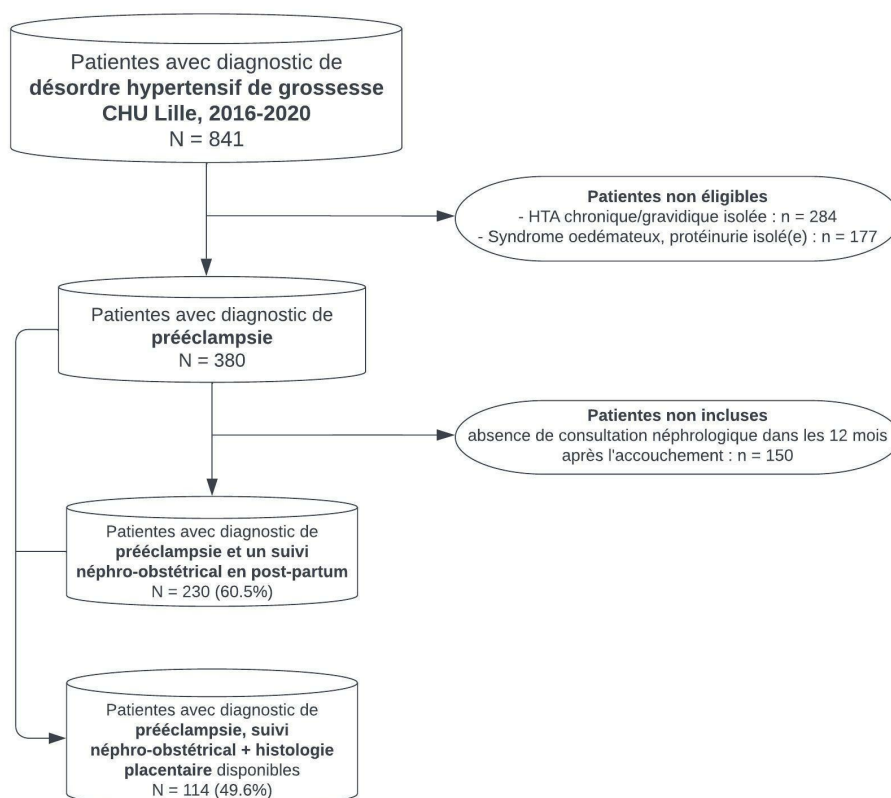 Patientes avec diagnostic de
désordre hypertensif de grossesse
CHU Lille, 2016-2020
N = 841
Patientes non éligibles
- HTA chronique/gravidique isolée : n = 284
- Syndrome oedémateux, protéinurie isolé(e) : n = 177
Patientes avec diagnostic de
prééclampsie
N = 380
Patientes non incluses
absence de consultation néphrologique dans les 12 mois
après l'accouchement : n = 150
Patientes avec diagnostic de
prééclampsie et un suivi
néphro-obstétrical en post-partum
N = 230 (60.5%)
Patientes avec diagnostic de
prééclampsie, suivi
néphro-obstétrical + histologie
placentaire disponibles
N = 114 (49.6%)